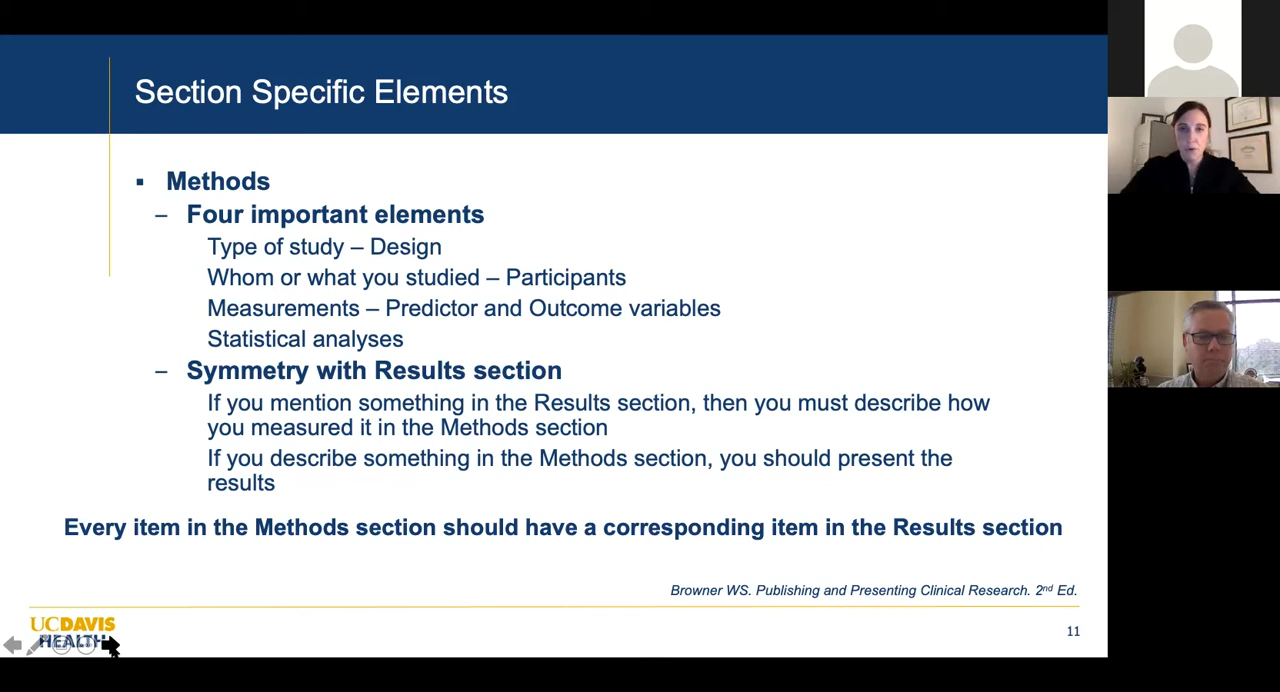 Section Specific Elements
▪ Methods
– Four important elements
Type of study – Design
Whom or what you studied – Participants
Measurements – Predictor and Outcome variables
Statistical analyses
– Symmetry with Results section
If you mention something in the Results section, then you must describe how
you measured it in the Methods section
If you describe something in the Methods section, you should present the
results
Every item in the Methods section should have a corresponding item in the Results section
Browner WS. Publishing and Presenting Clinical Research. 2nd Ed.
UCDAVIS
HEALTH
11